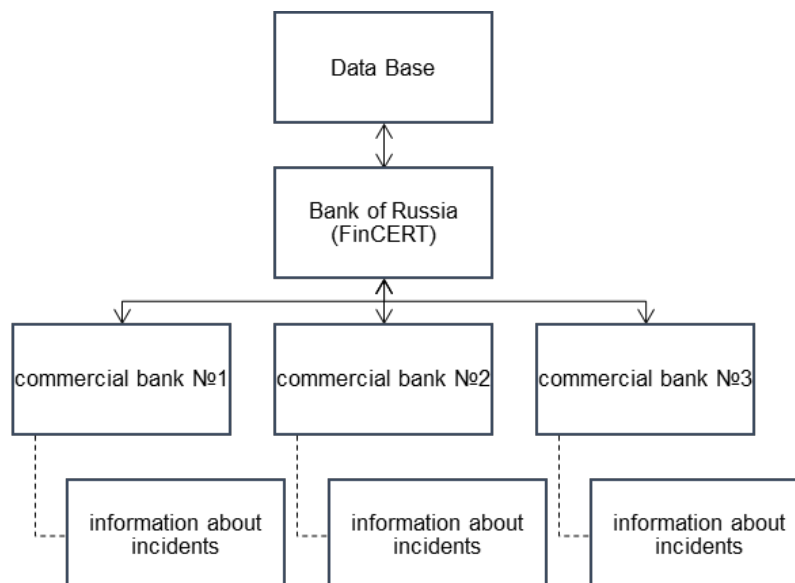 Data Base
Bank of Russia
(FinCERT)
commercial bank №1
commercial bank №2
commercial bank №3
information about
incidents
information about
incidents
information about
incidents